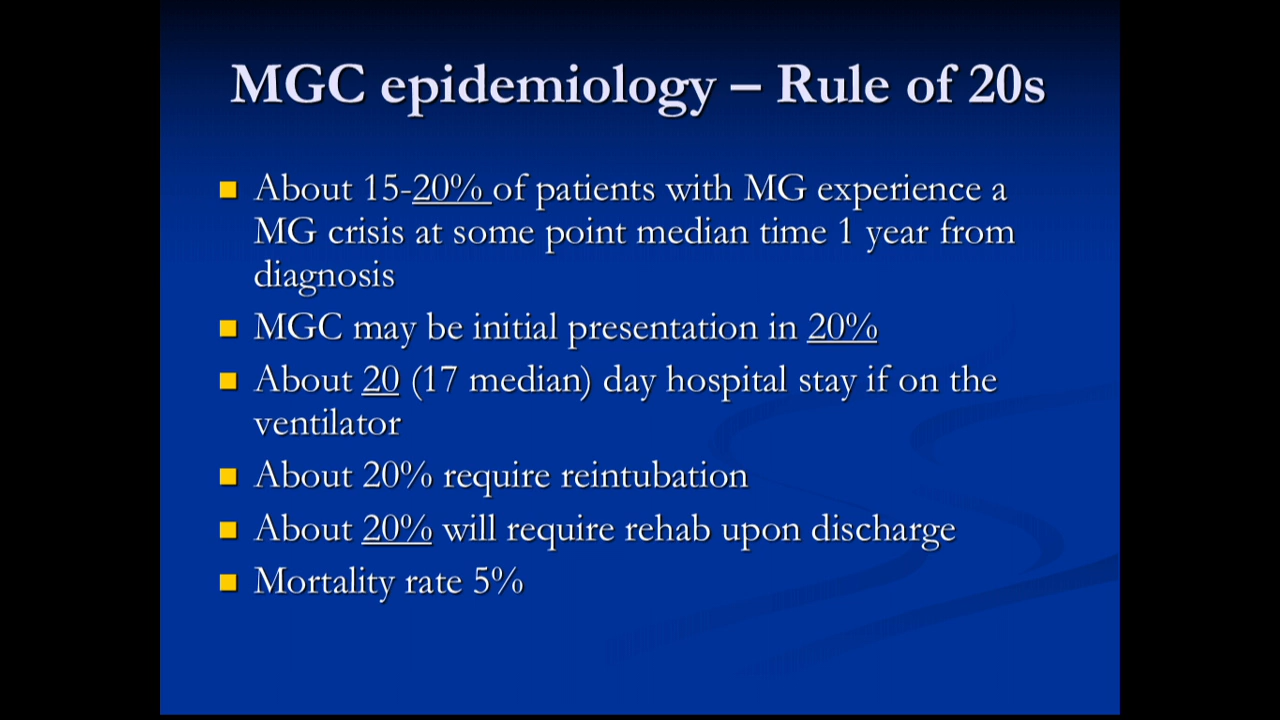 MGC epidemiology – Rule of 20s
About 15-20% of patients with MG experience a
MG crisis at some point median time 1 year from
diagnosis
MGC may be initial presentation in 20%
About 20 (17 median) day hospital stay if on the
ventilator
About 20% require reintubation
About 20% will require rehab upon discharge
Mortality rate 5%